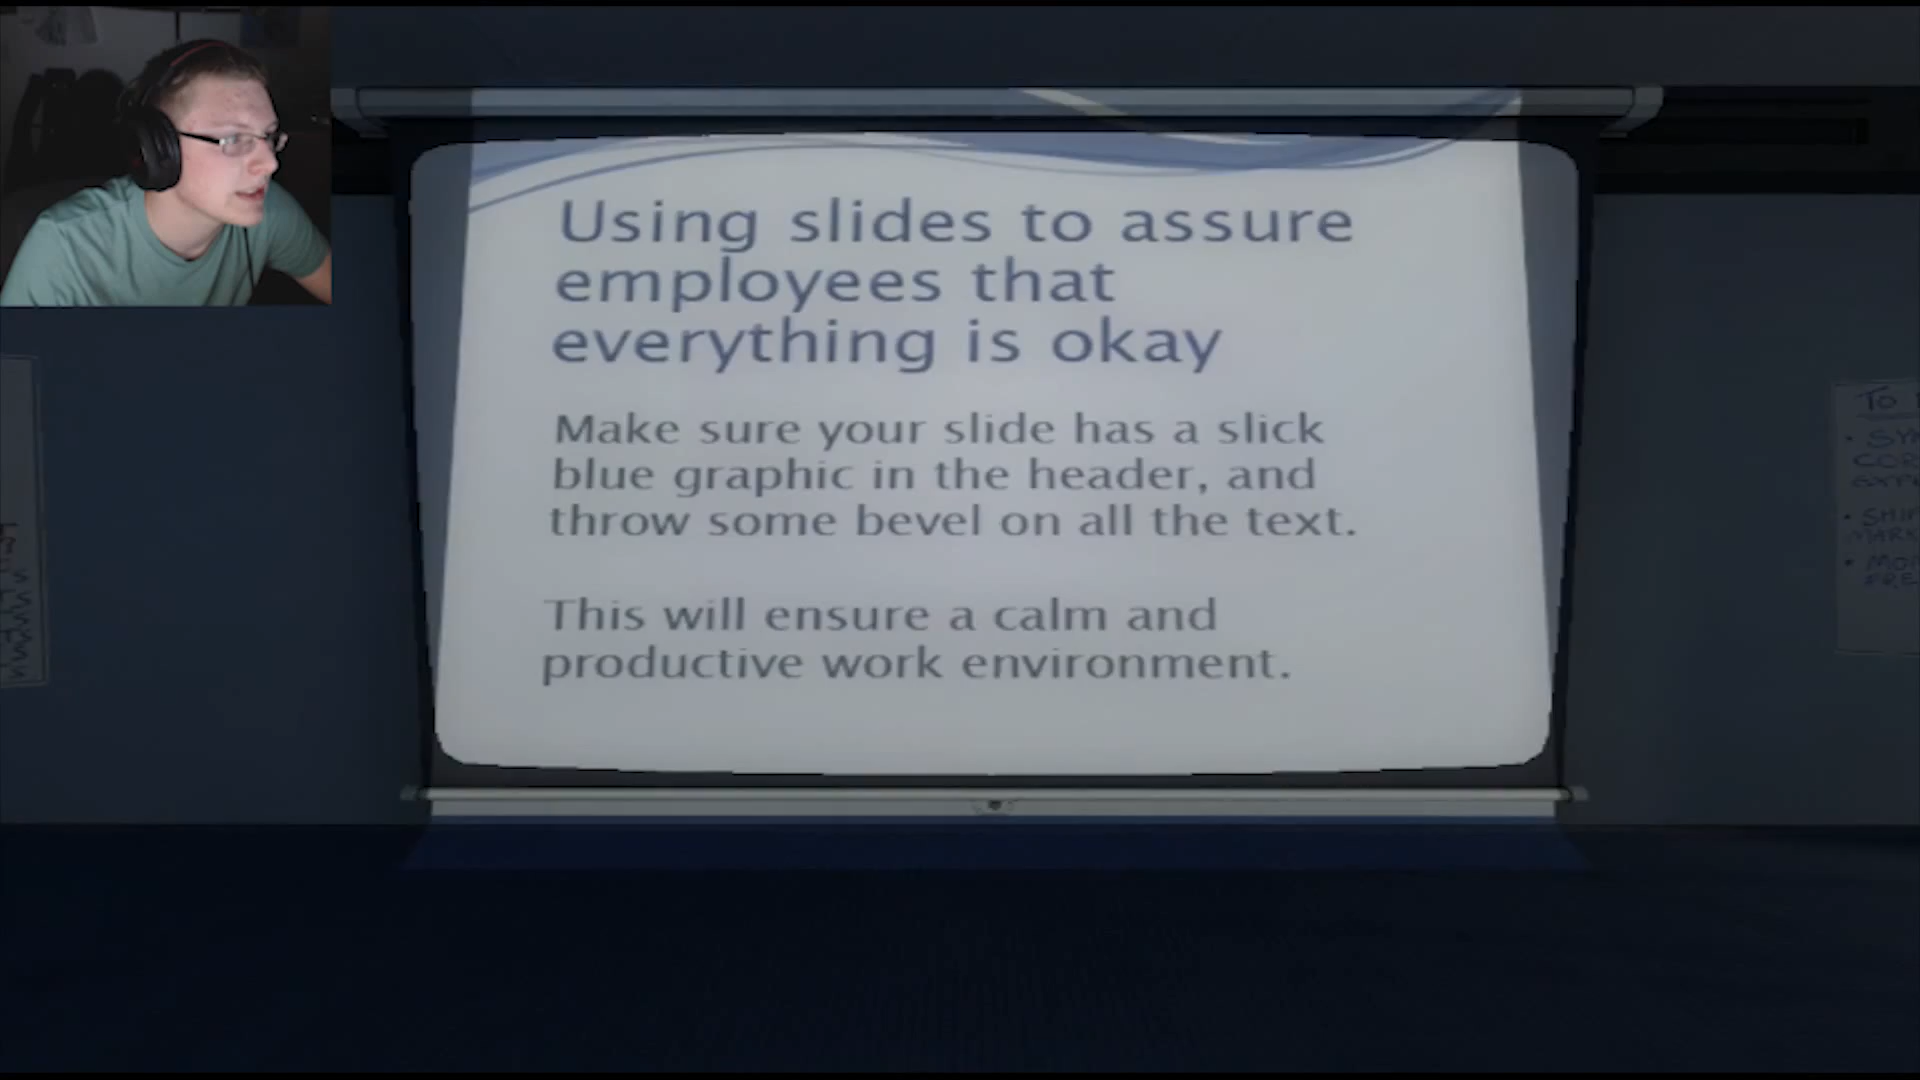 Using slides to assure
employees that
everything is okay
Make sure your slide has a slick
blue graphic in the header, and
throw some bevel on all the text.
This will ensure a calm and
productive work environment.
To